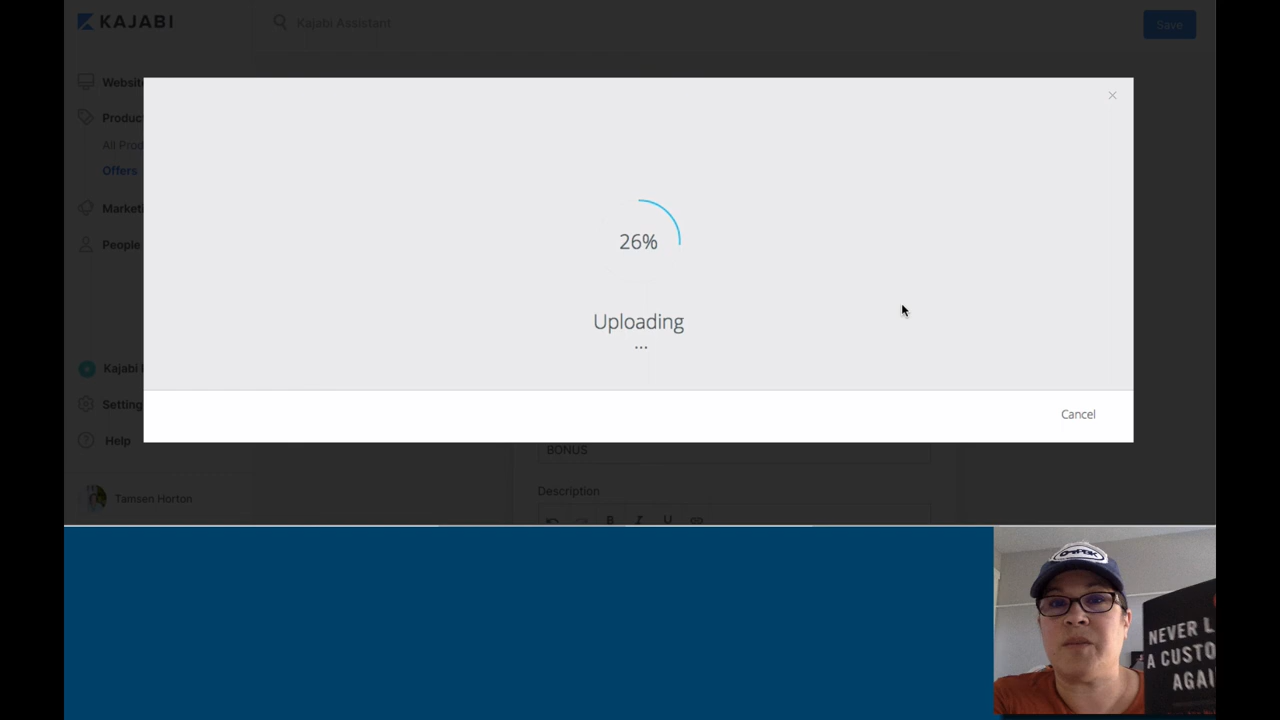 KAJABI
Kajabi Assistant
Save
Website
Produc
All Prod
Offers
Marketi
People
26%
Uploading
...
Cancel
Kajabi
Setting
Help
Tamsen Horton
BONUS
Description
B I U
NEVER L
A CUSTO
AGAI